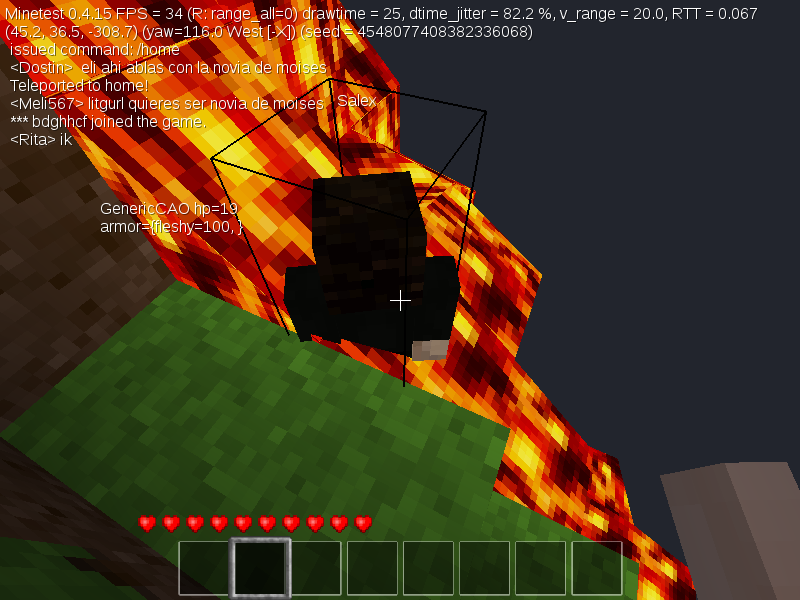 Minetest 0.4.15 FPS = 34 (R: range_all=0) drawtime = 25, dtime_jitter = 82.2 %, v_range = 20.0, RTT = 0.067
(45.2, 36.5, -308.7) (yaw=116.0 West [-X]) (seed = 4548077408382336068)
issued command: /home
<Dostin> eli ahi ablas con la novia de moises
Teleported to home!
<Meli567> litgurl quieres ser novia de moises
Salex
*** bdghhcf joined the game.
<Rita> ik
GenericCAO hp=19
armor={fleshy=100, }